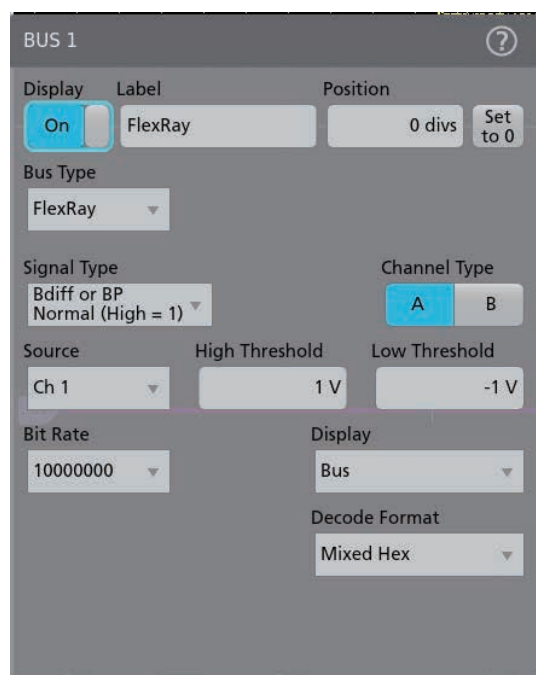 BUS 1
?
Display Label Position
On FlexRay 0 divs Set to 0
Bus Type
FlexRay
Signal Type Channel Type
Bdiff or BP
Normal (High = 1) A B
Source High Threshold Low Threshold
Ch 1 1 V -1 V
Bit Rate Display
10000000 Bus
Decode Format
Mixed Hex